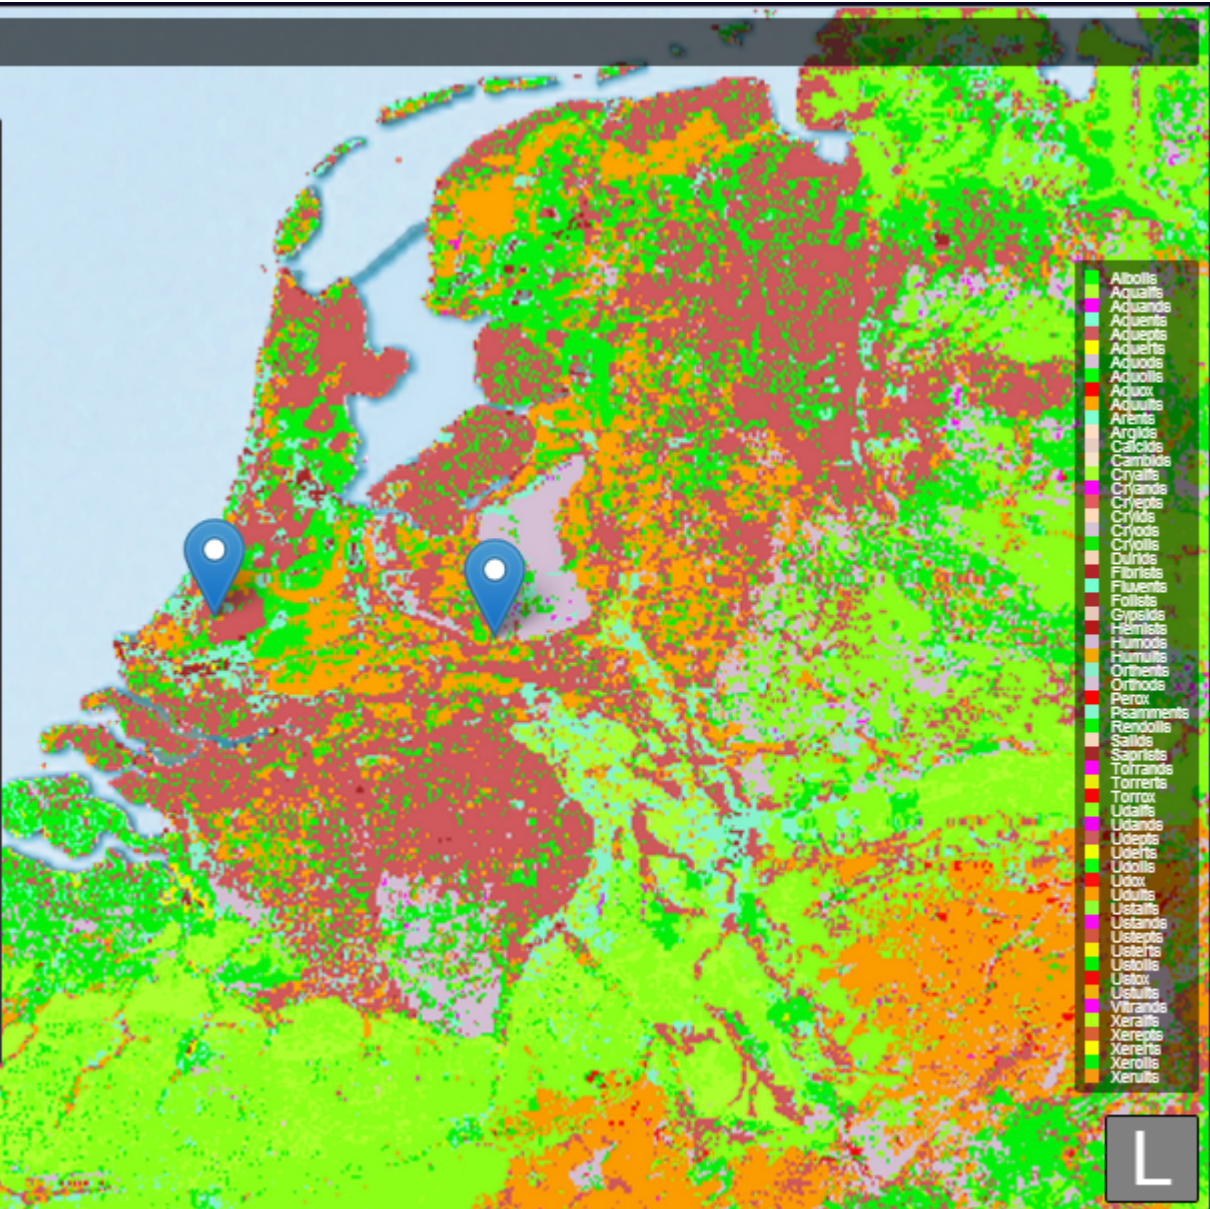 Albolls
Aqualfs
Aquands
Aquents
Aquepts
Aquerts
Aquods
Aquolls
Aquox
Aquults
Arents
Argids
Calcids
Cambids
Cryalfs
Cryands
Cryepts
Cryids
Cryods
Cryolls
Durids
Fibrists
Fluvents
Folists
Gypsids
Hemists
Humods
Humults
Orthents
Orthods
Perox
Psamments
Rendolls
Salids
Saprists
Torrands
Torrerts
Torrox
Udalfs
Udands
Udepts
Uderts
Udolls
Udox
Udults
Ustalfs
Ustands
Ustepts
Usterts
Ustolls
Ustox
Ustults
Vitrands
Xeralfs
Xerepts
Xererts
Xerolls
Xerults
L